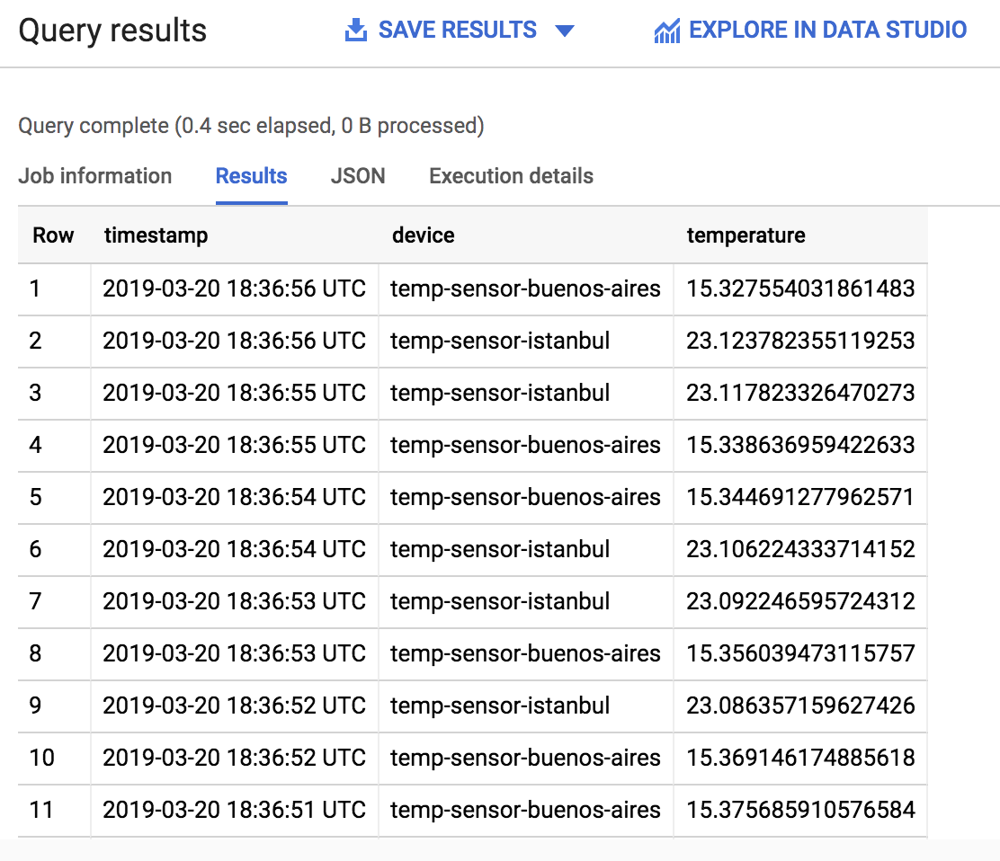 Query results SAVE RESULTS EXPLORE IN DATA STUDIO
Query complete (0.4 sec elapsed, 0 B processed)
Job information Results JSON Execution details
Row timestamp device temperature
1 2019-03-20 18:36:56 UTC temp-sensor-buenos-aires 15.327554031861483
2 2019-03-20 18:36:56 UTC temp-sensor-istanbul 23.123782355119253
3 2019-03-20 18:36:55 UTC temp-sensor-istanbul 23.117823326470273
4 2019-03-20 18:36:55 UTC temp-sensor-buenos-aires 15.338636959422633
5 2019-03-20 18:36:54 UTC temp-sensor-buenos-aires 15.344691277962571
6 2019-03-20 18:36:54 UTC temp-sensor-istanbul 23.106224333714152
7 2019-03-20 18:36:53 UTC temp-sensor-istanbul 23.092246595724312
8 2019-03-20 18:36:53 UTC temp-sensor-buenos-aires 15.356039473115757
9 2019-03-20 18:36:52 UTC temp-sensor-istanbul 23.086357159627426
10 2019-03-20 18:36:52 UTC temp-sensor-buenos-aires 15.369146174885618
11 2019-03-20 18:36:51 UTC temp-sensor-buenos-aires 15.375685910576584